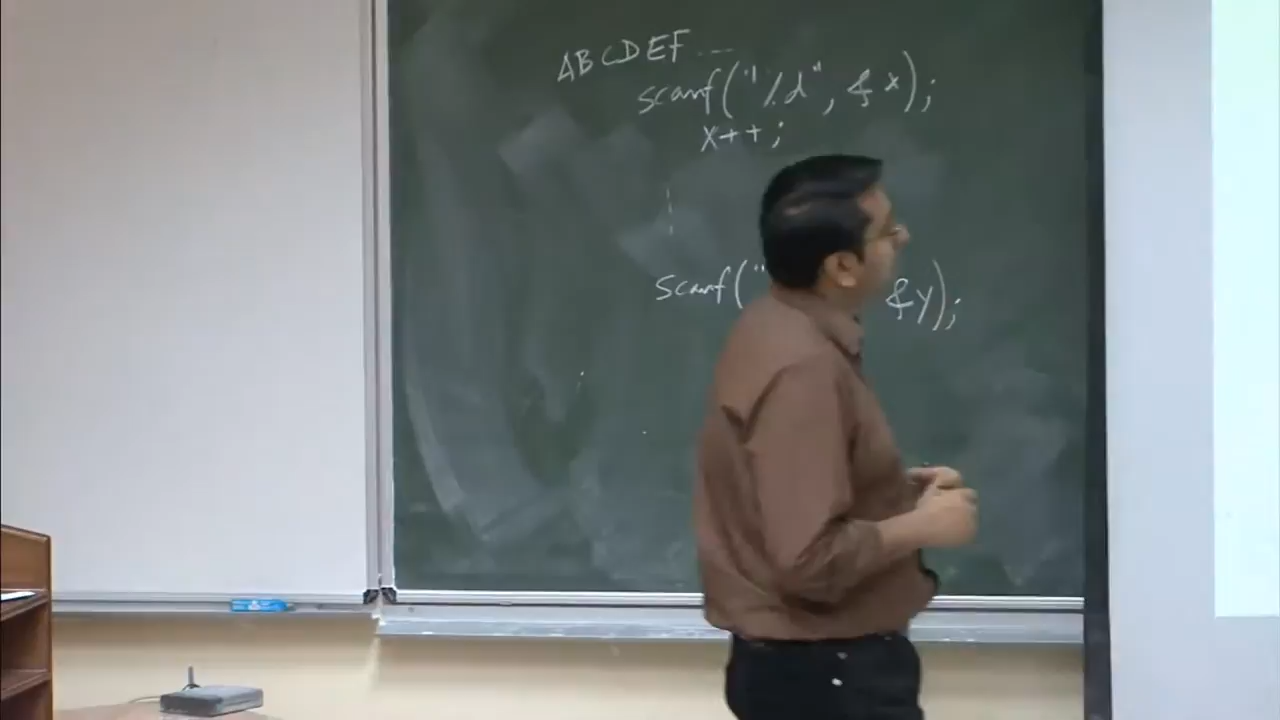 ABCDEF...
scanf("%d", &x);
x++;
scanf(" &y);